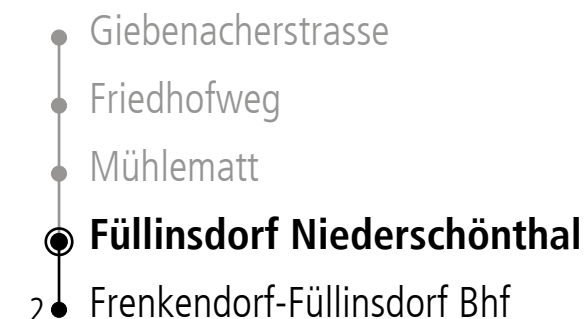 Giebenacherstrasse
Friedhofweg
Mühlematt
Füllinsdorf Niederschönthal
2 Frenkendorf-Füllinsdorf Bhf